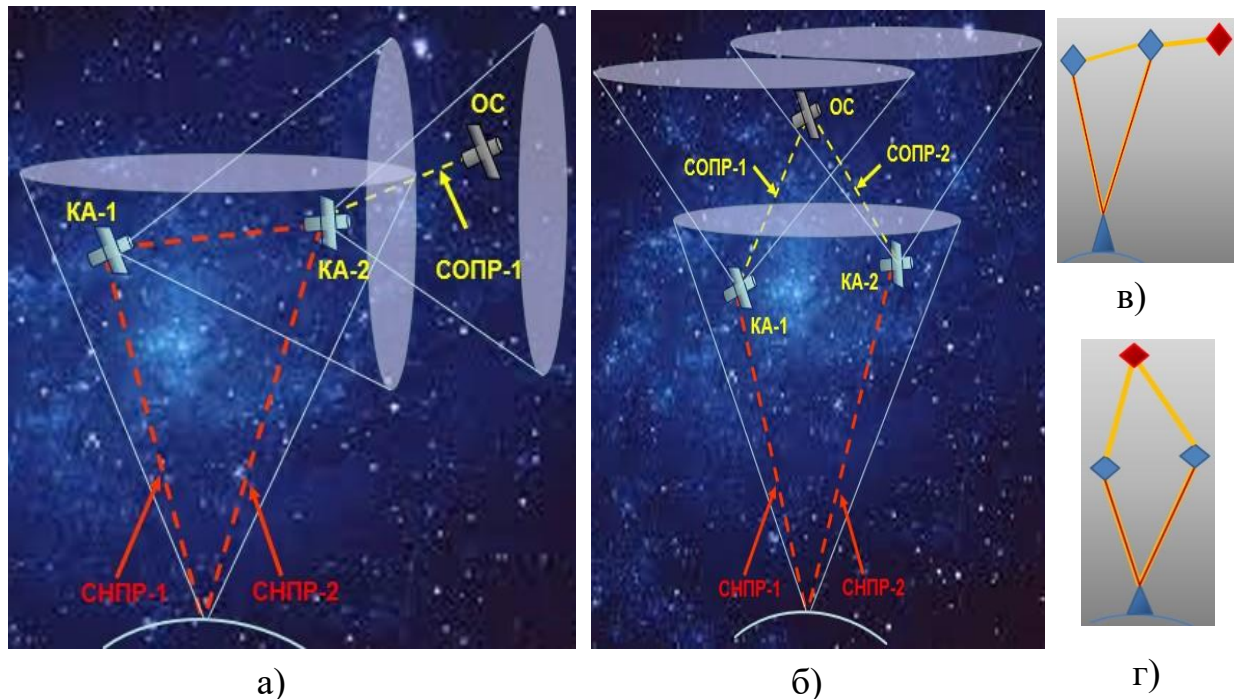 ОС
КА-1
КА-2
СОПР-1
СНПР-1
СНПР-2
а)
ОС
СОПР-1
СОПР-2
КА-2
КА-1
СНПР-1
СНПР-2
б)
в)
г)